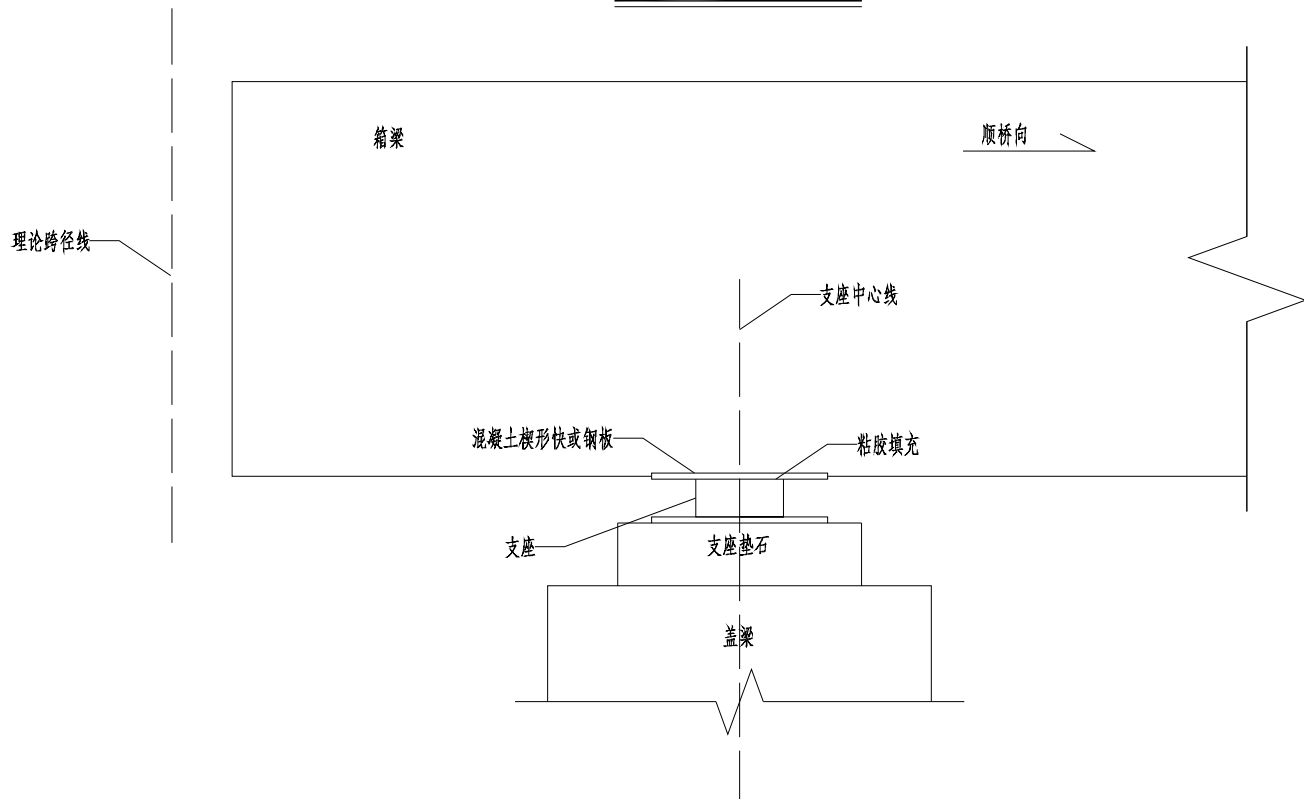 箱梁
顺桥向
理论跨径线
支座中心线
混凝土楔形快或钢板
粘胶填充
支座
支座垫石
盖梁